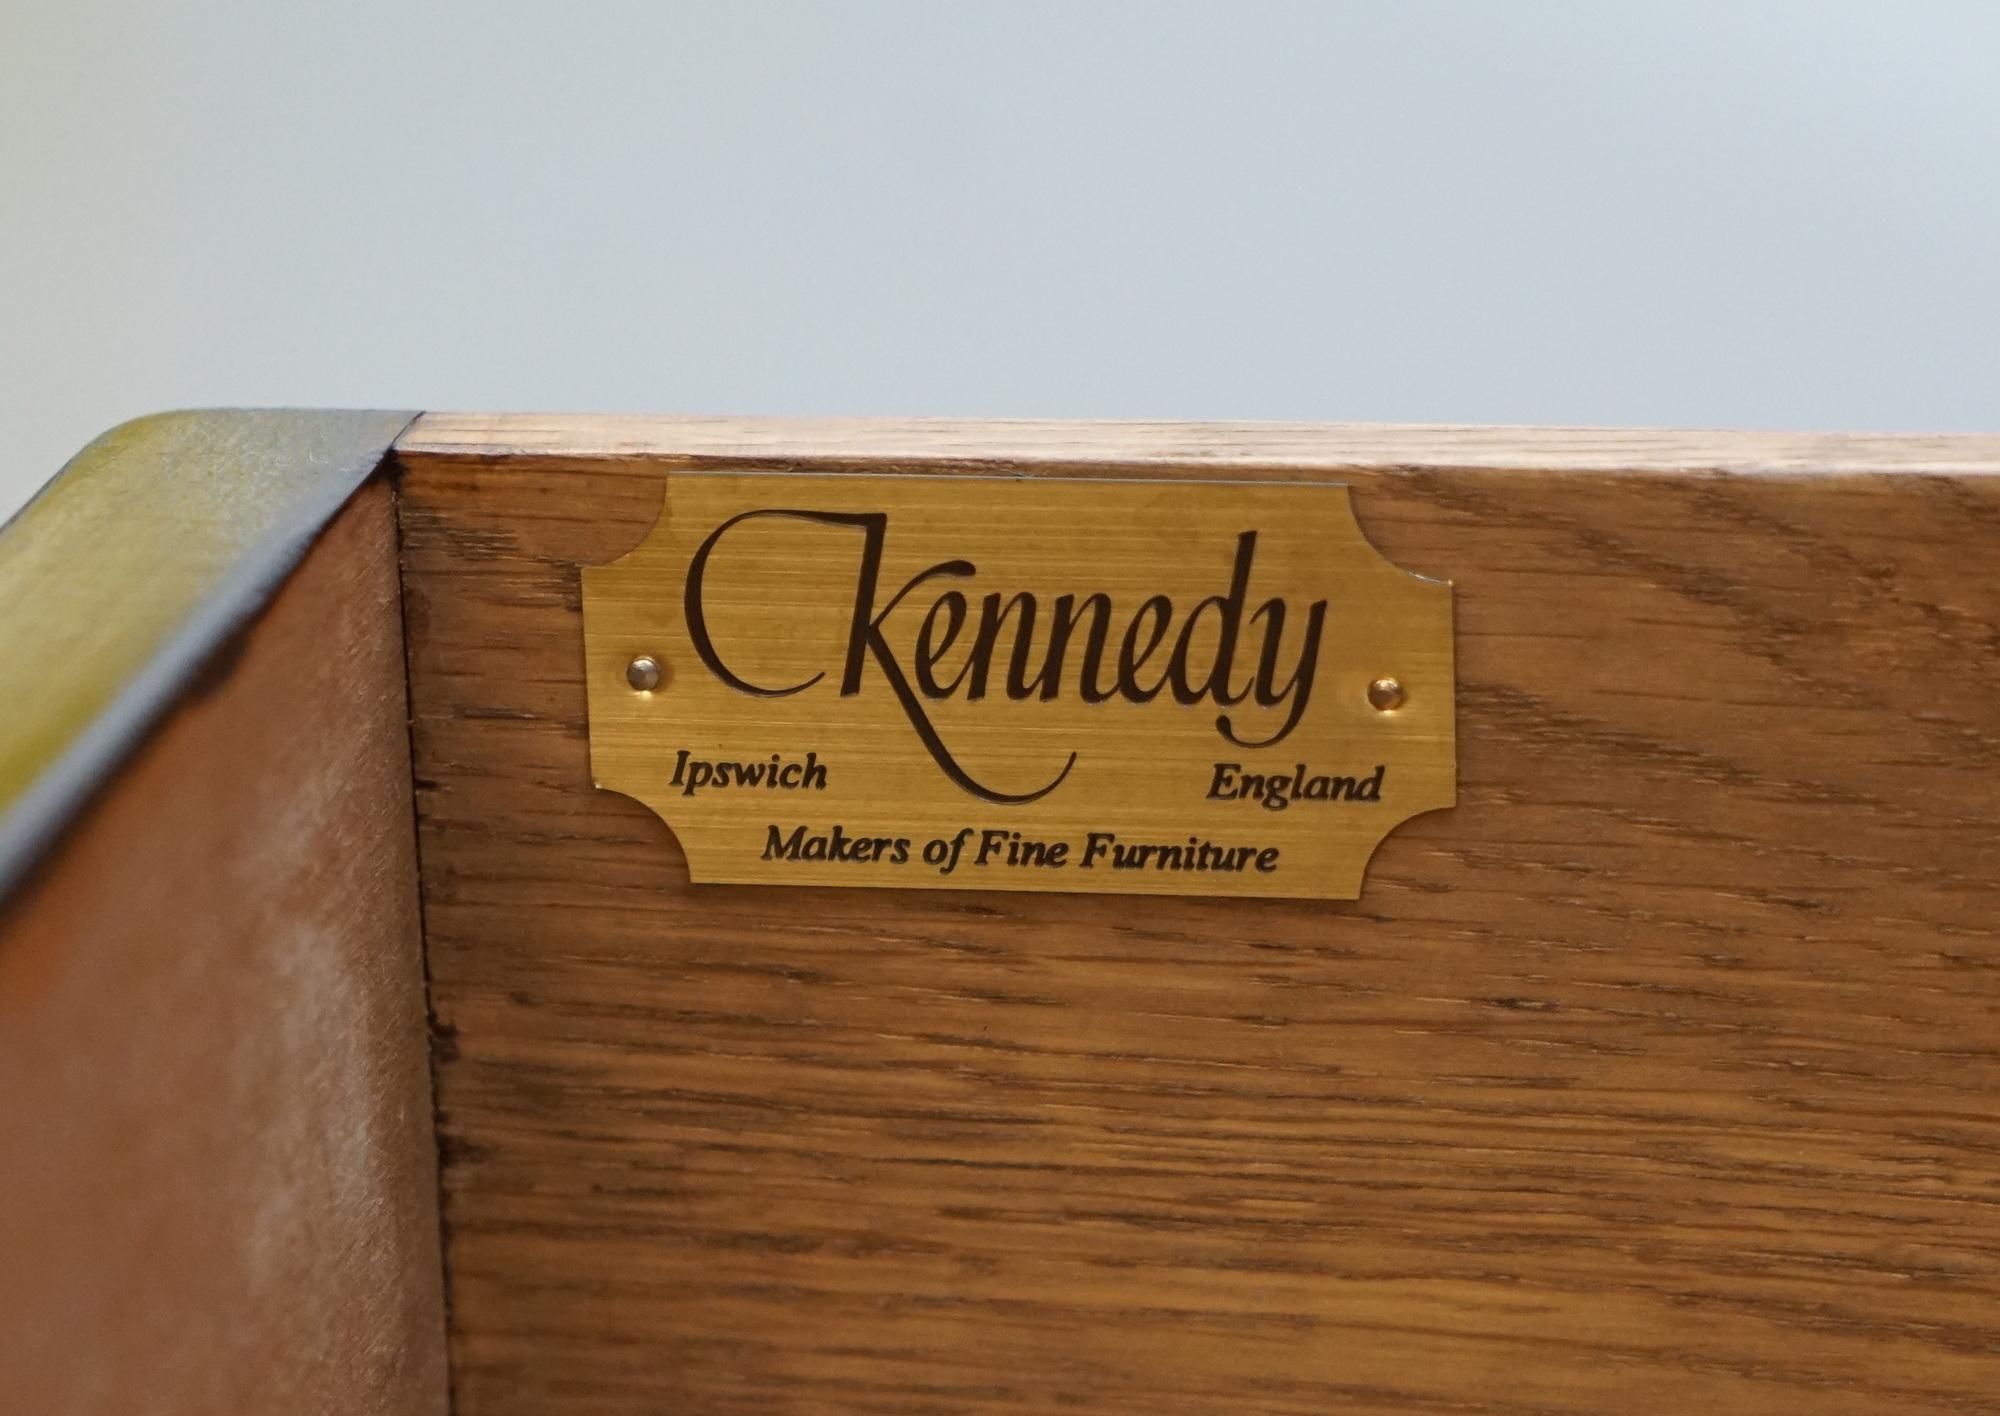 Kennedy
Ipswich England
Makers of Fine Furniture